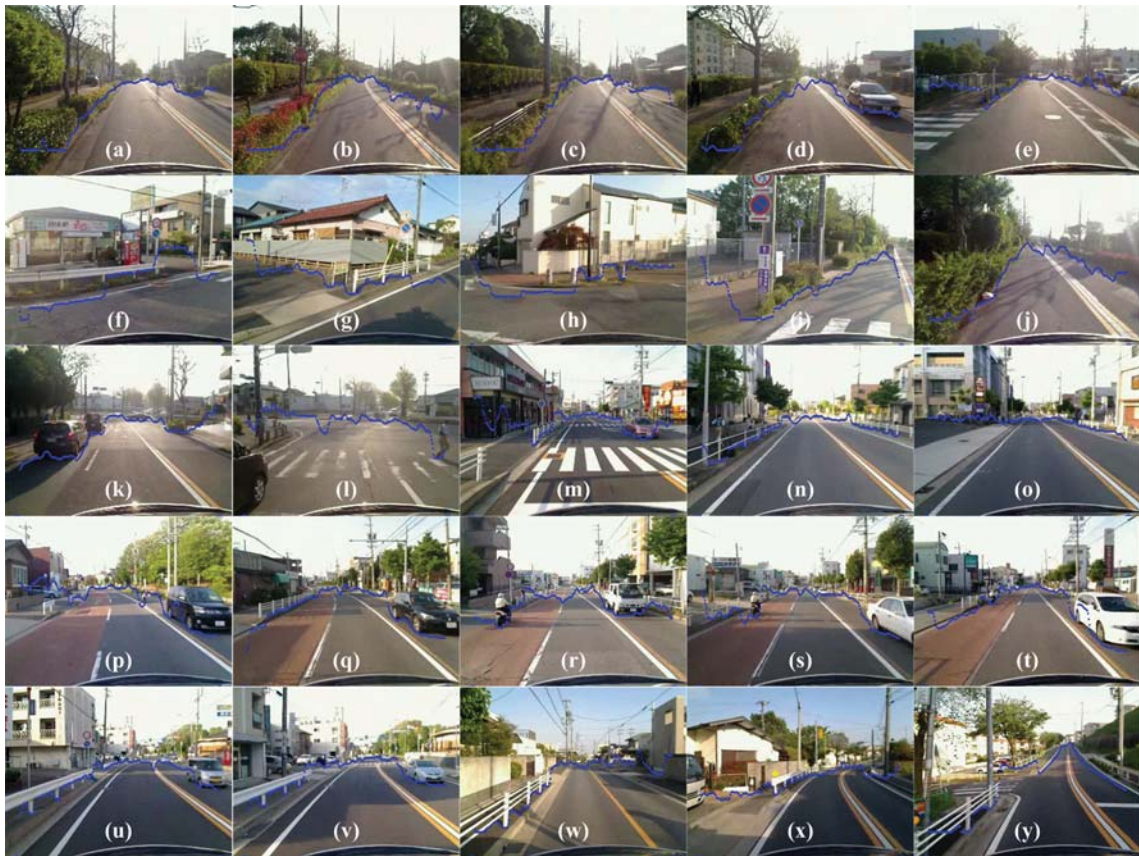 (a) (b) (c) (d) (e)
(f) (g) (h) (i) (j)
(k) (l) (m) (n) (o)
(p) (q) (r) (s) (t)
(u) (v) (w) (x) (y)